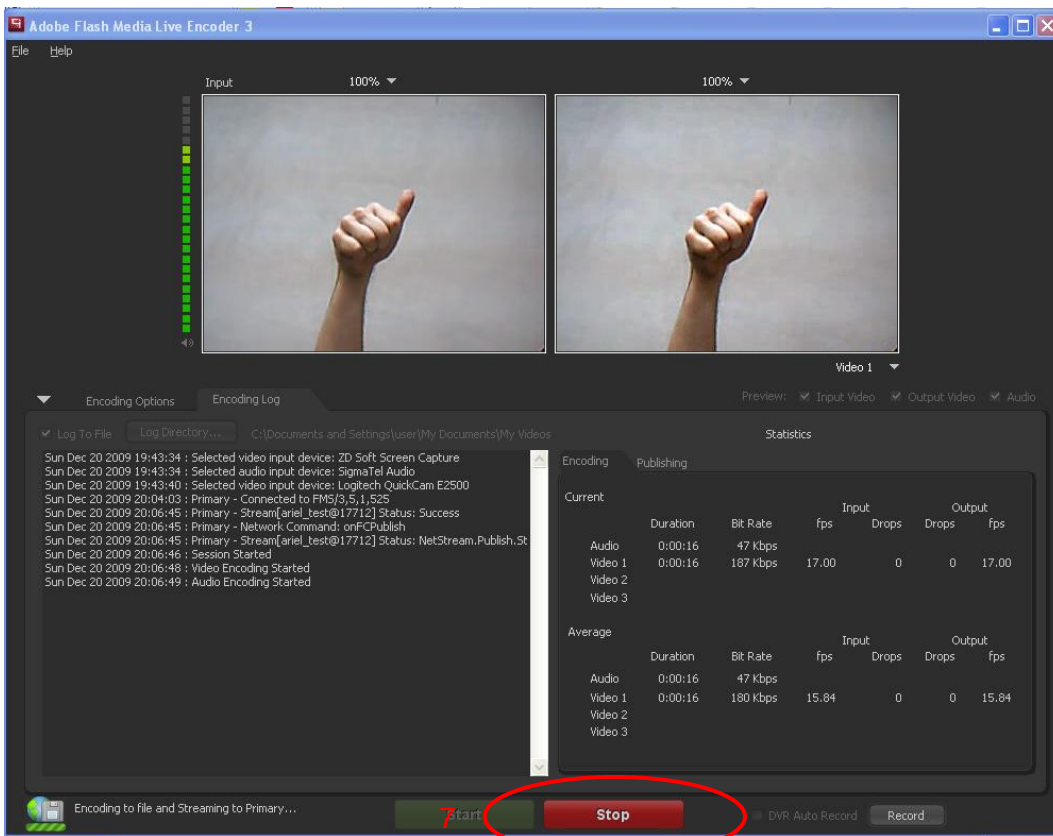 Adobe Flash Media Live Encoder 3
File Help
Input 100% 100%
Video 1
Encoding Options Encoding Log Preview: Input Video Output Video Audio
Log To File Log Directory... C:\Documents and Settings\user\My Documents\My Videos
Statistics
Sun Dec 20 2009 19:43:34 : Selected video input device: ZD Soft Screen Capture
Sun Dec 20 2009 19:43:34 : Selected audio input device: SigmaTel Audio
Sun Dec 20 2009 19:43:40 : Selected video input device: Logitech QuickCam E2500
Sun Dec 20 2009 20:04:03 : Primary - Connected to FMS/3,5,1,525
Sun Dec 20 2009 20:06:45 : Primary - Stream[ariel_test@17712] Status: Success
Sun Dec 20 2009 20:06:45 : Primary - Network Command: onFCPublish
Sun Dec 20 2009 20:06:45 : Primary - Stream[ariel_test@17712] Status: NetStream.Publish.St
Sun Dec 20 2009 20:06:46 : Session Started
Sun Dec 20 2009 20:06:48 : Video Encoding Started
Sun Dec 20 2009 20:06:49 : Audio Encoding Started
Encoding Publishing
Current
Input Output
Duration Bit Rate fps Drops Drops fps
Audio 0:00:16 47 Kbps
Video 1 0:00:16 187 Kbps 17.00 0 0 17.00
Video 2
Video 3
Average
Input Output
Duration Bit Rate fps Drops Drops fps
Audio 0:00:16 47 Kbps
Video 1 0:00:16 180 Kbps 15.84 0 0 15.84
Video 2
Video 3
Encoding to file and Streaming to Primary...
7 Start Stop DVR Auto Record Record